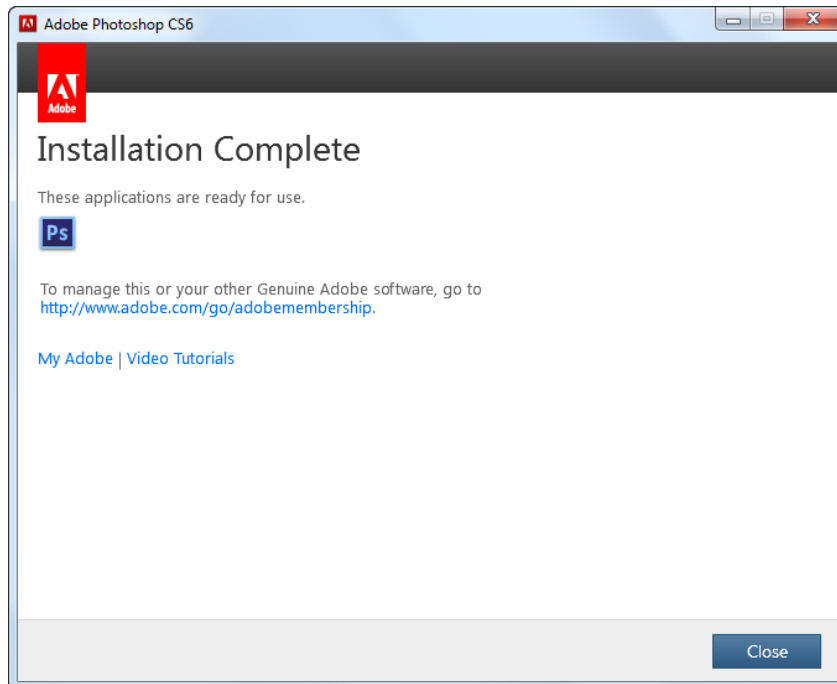 Adobe Photoshop CS6
Adobe
Installation Complete
These applications are ready for use.
Ps
To manage this or your other Genuine Adobe software, go to
http://www.adobe.com/go/adobemembership.
My Adobe | Video Tutorials
Close